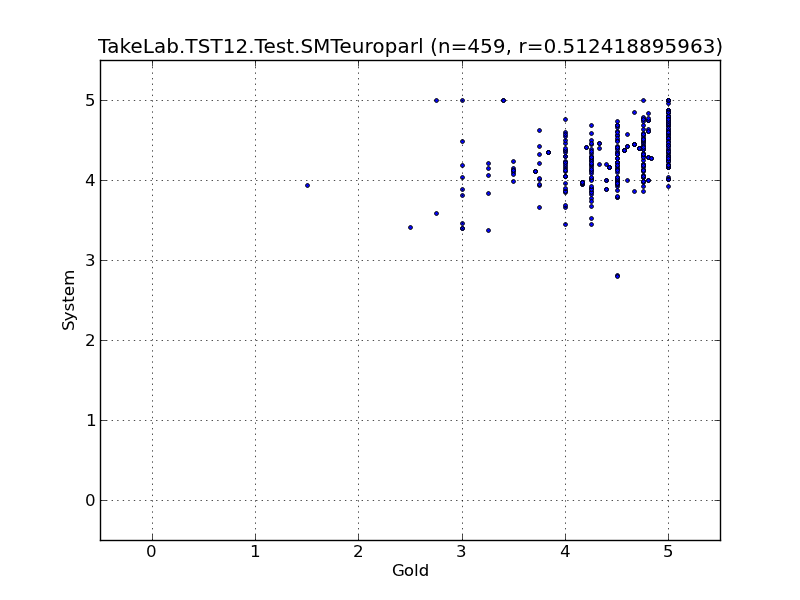 TakeLab.TST12.Test.SMTeuroparl (n=459, r=0.512418895963)
5
4
3
2
1
0
System
0 1 2 3 4 5
Gold